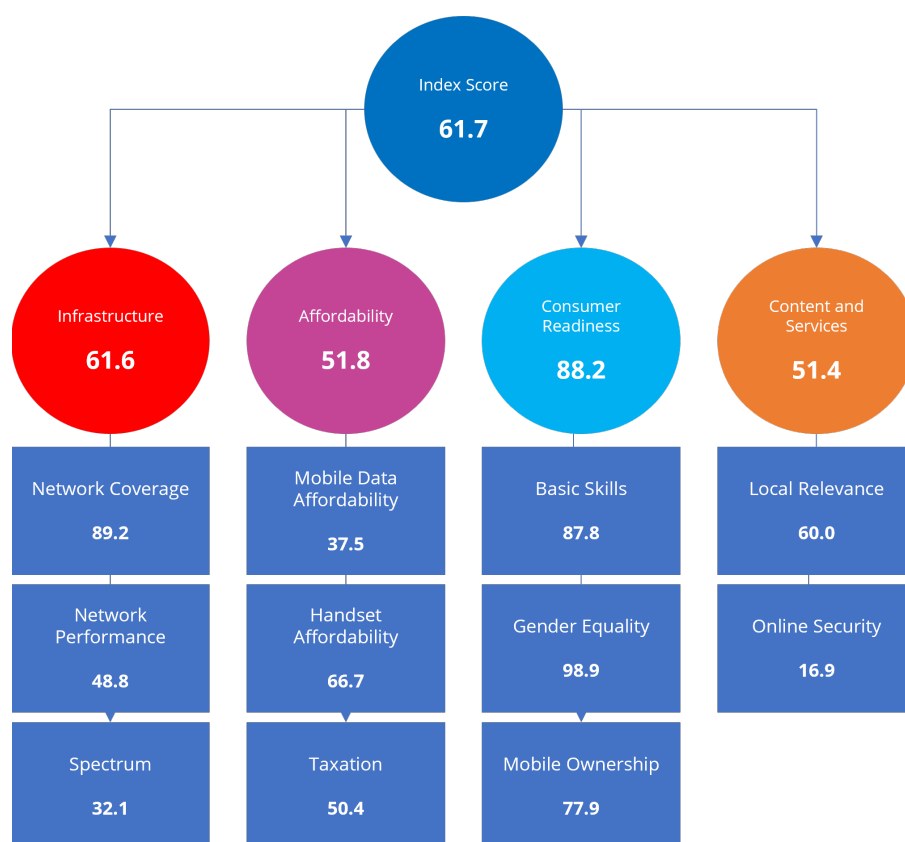 Index Score
61.7
Infrastructure
61.6
Affordability
51.8
Consumer
Readiness
88.2
Content and
Services
51.4
Network Coverage
89.2
Mobile Data
Affordability
37.5
Basic Skills
87.8
Local Relevance
60.0
Network
Performance
48.8
Handset
Affordability
66.7
Gender Equality
98.9
Online Security
16.9
Spectrum
32.1
Taxation
50.4
Mobile Ownership
77.9